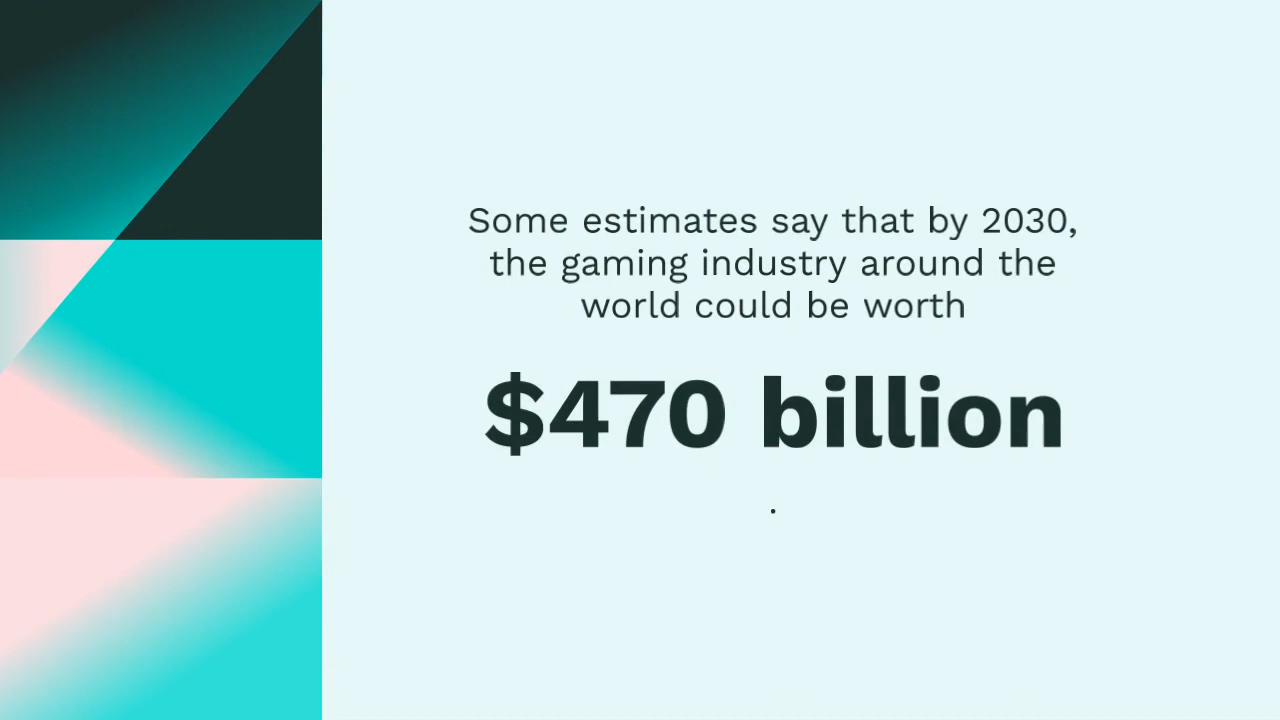 Some estimates say that by 2030,
the gaming industry around the
world could be worth
$470 billion
.